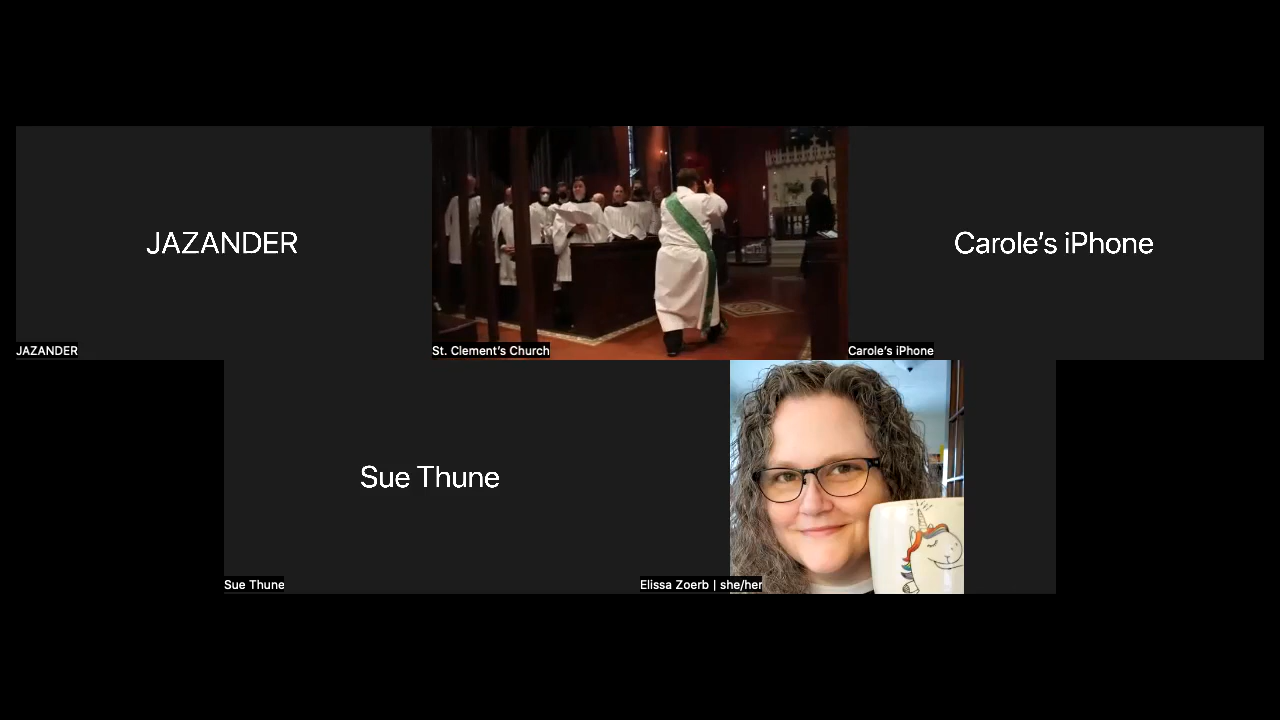 JAZANDER
Carole’s iPhone
JAZANDER
St. Clement’s Church
Carole’s iPhone
Sue Thune
Sue Thune
Elissa Zoerb | she/her